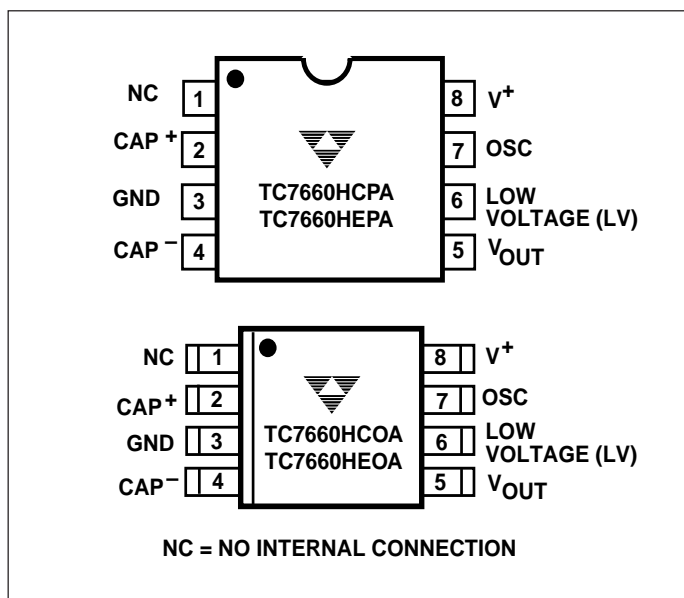 NC 1 8 V+
CAP + 2 7 OSC
GND 3 6 LOW VOLTAGE (LV)
CAP – 4 5 VOUT
TC7660HCPA
TC7660HEPA
NC 1 8 V+
CAP+ 2 7 OSC
GND 3 6 LOW VOLTAGE (LV)
CAP– 4 5 VOUT
TC7660HCOA
TC7660HEOA
NC = NO INTERNAL CONNECTION